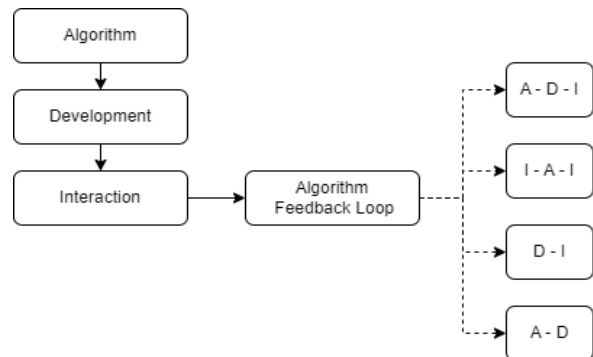 Algorithm
Development
Interaction
Algorithm
Feedback Loop
A - D - I
I - A - I
D - I
A - D